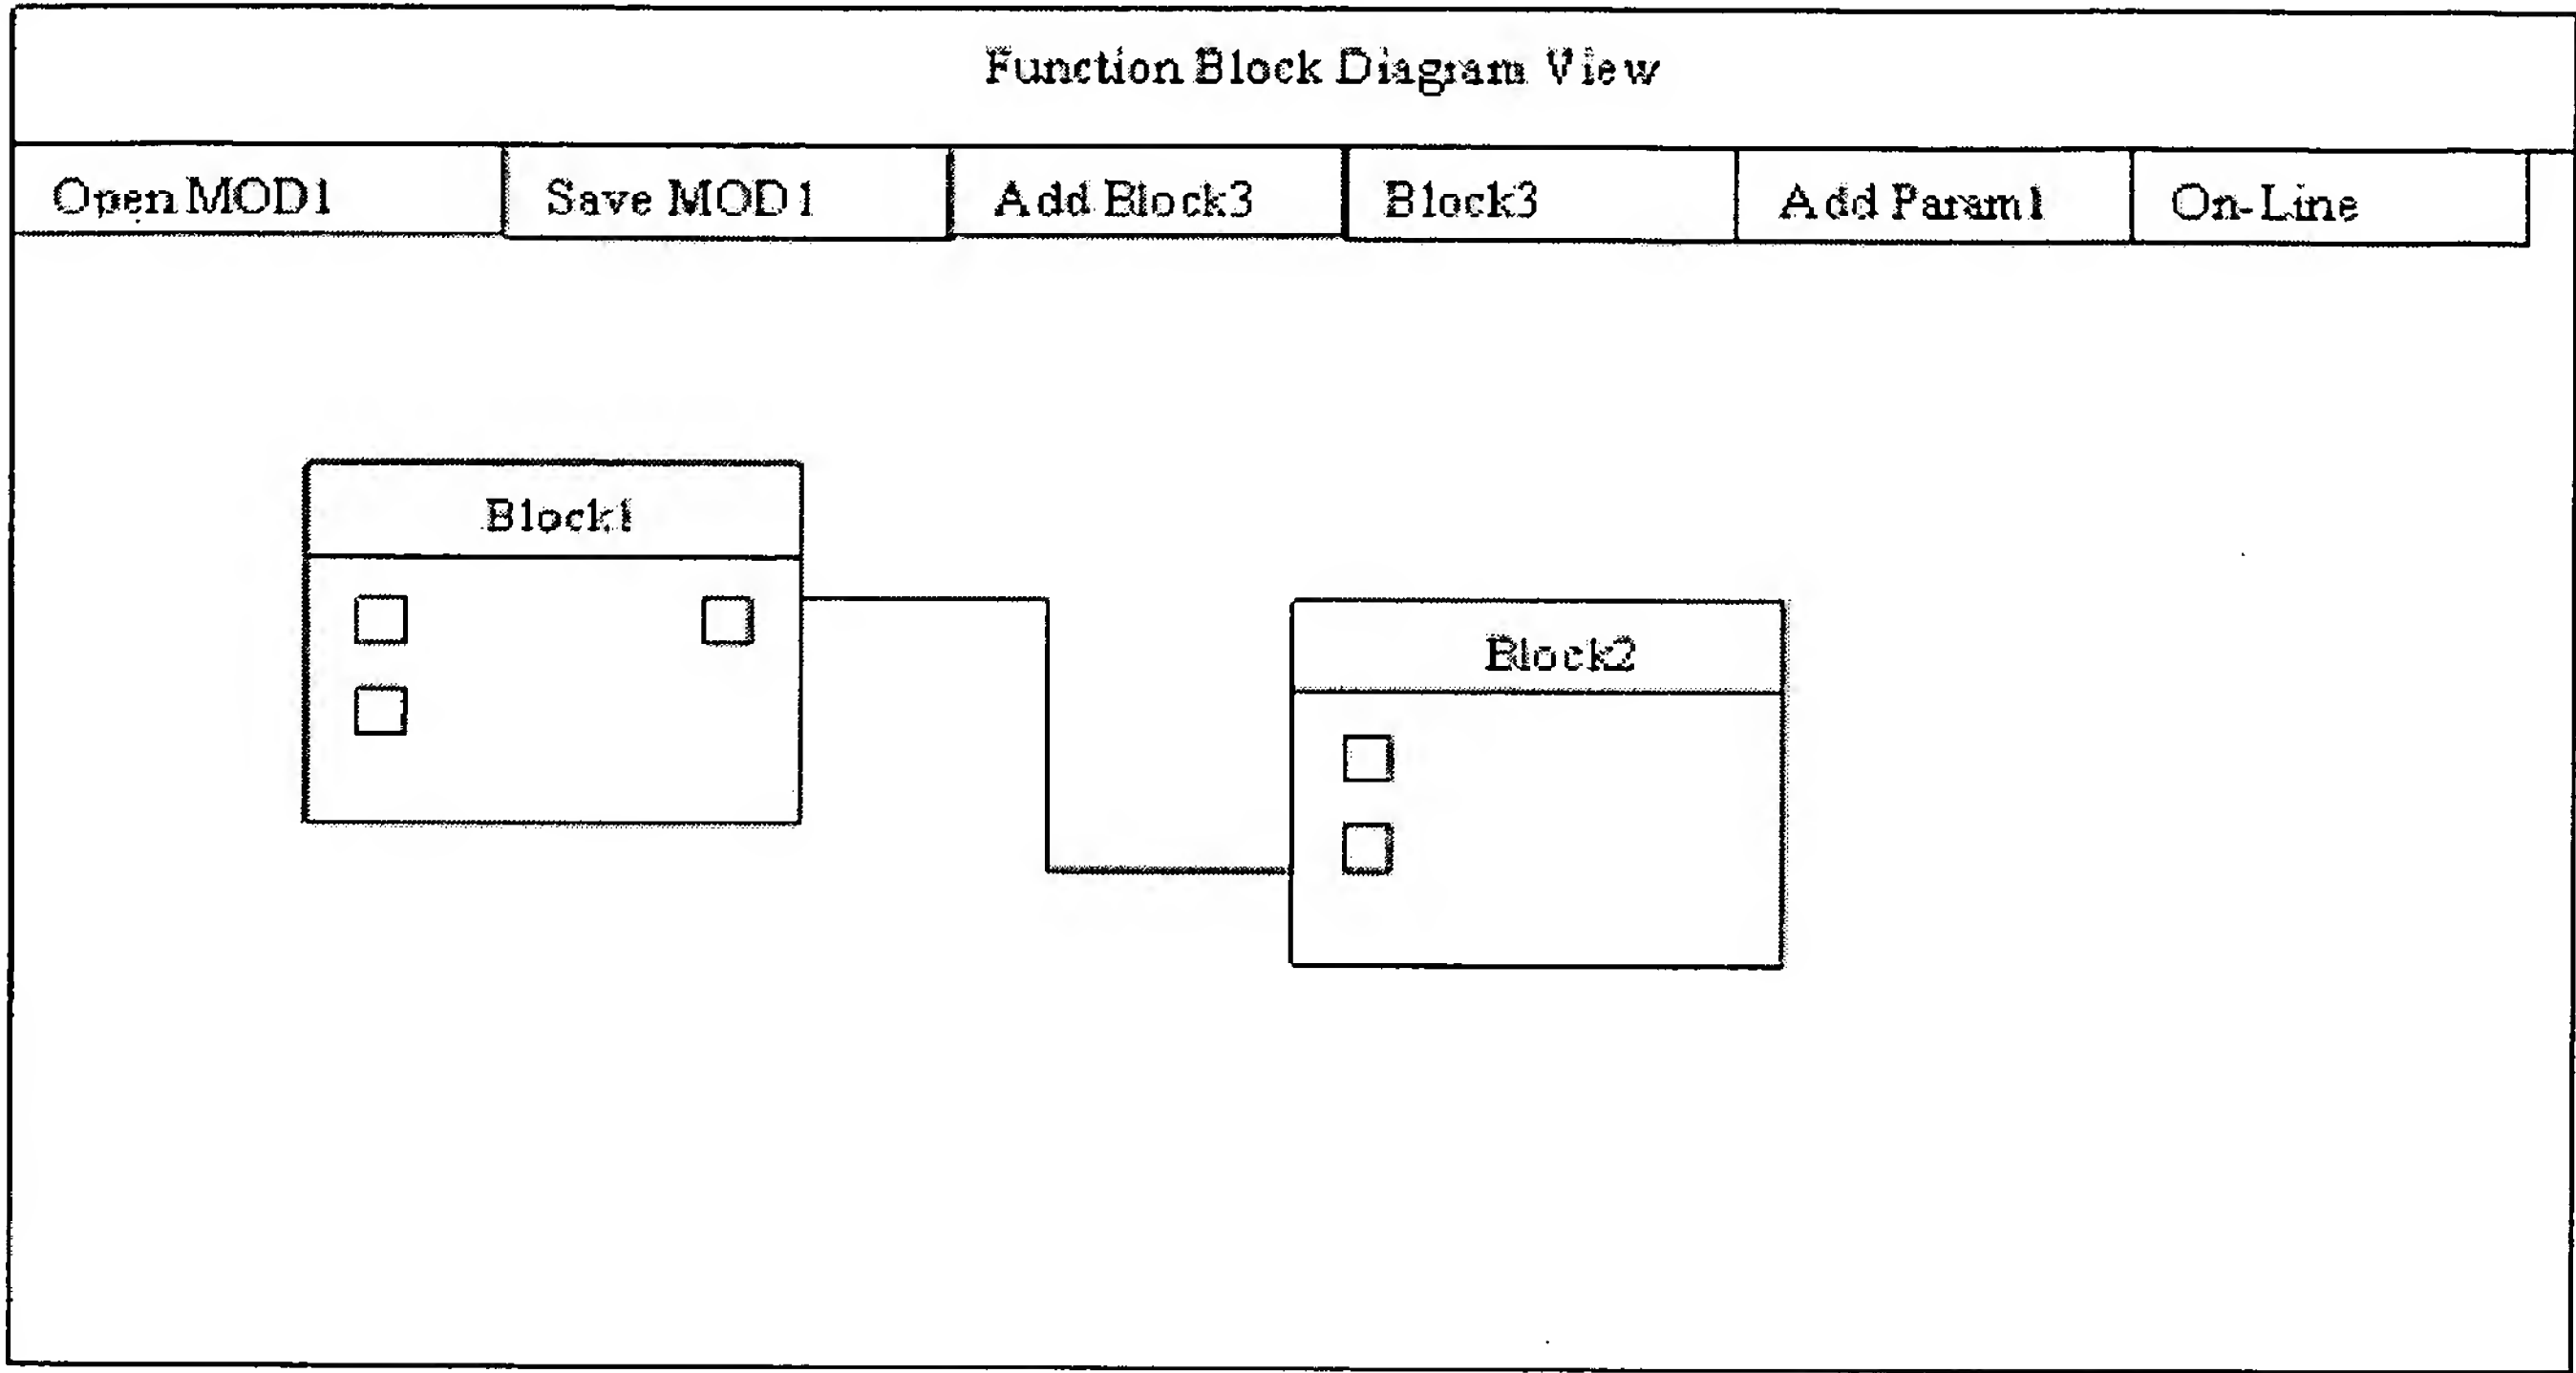 Function Block Diagram View
Open MOD1 Save MOD1 Add Block3 Block3 Add Param1 On-Line
Block1
Block2